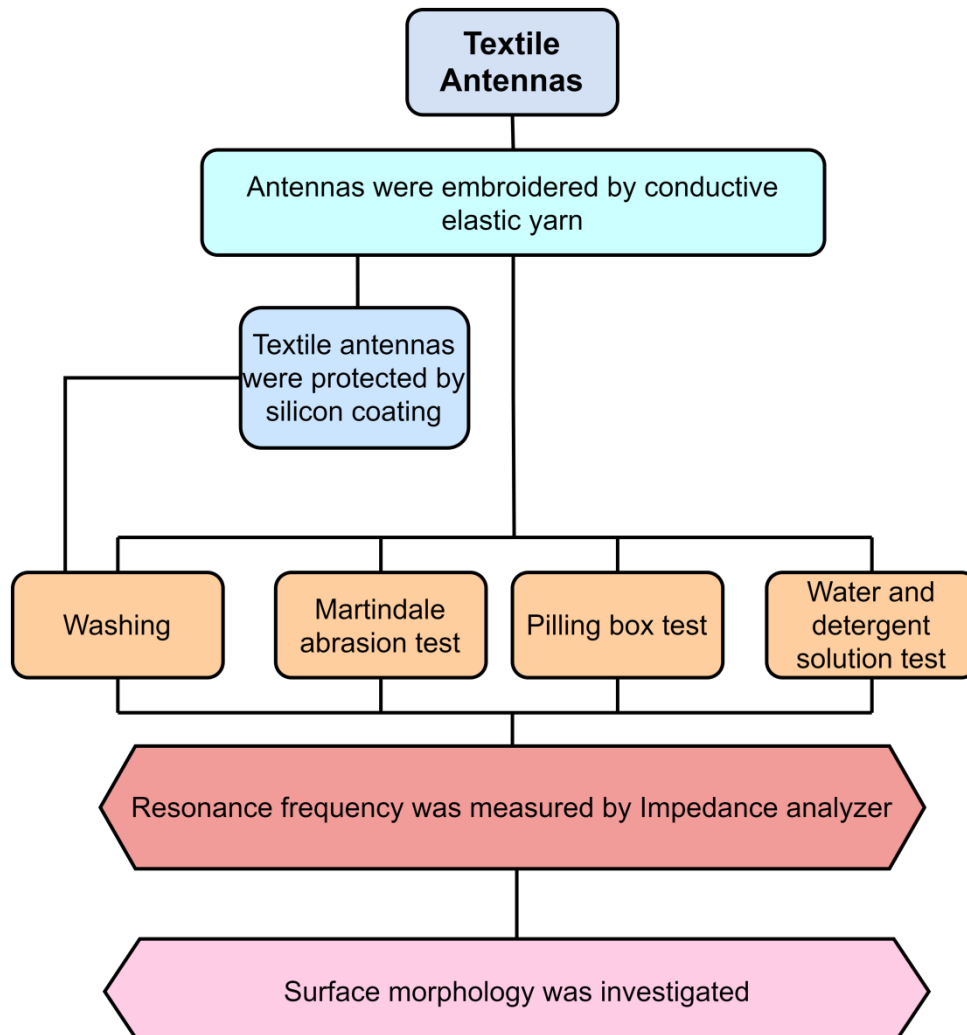 Textile
Antennas
Antennas were embroidered by conductive
elastic yarn
Textile antennas
were protected by
silicon coating
Washing
Martindale
abrasion test
Pilling box test
Water and
detergent
solution test
Resonance frequency was measured by Impedance analyzer
Surface morphology was investigated